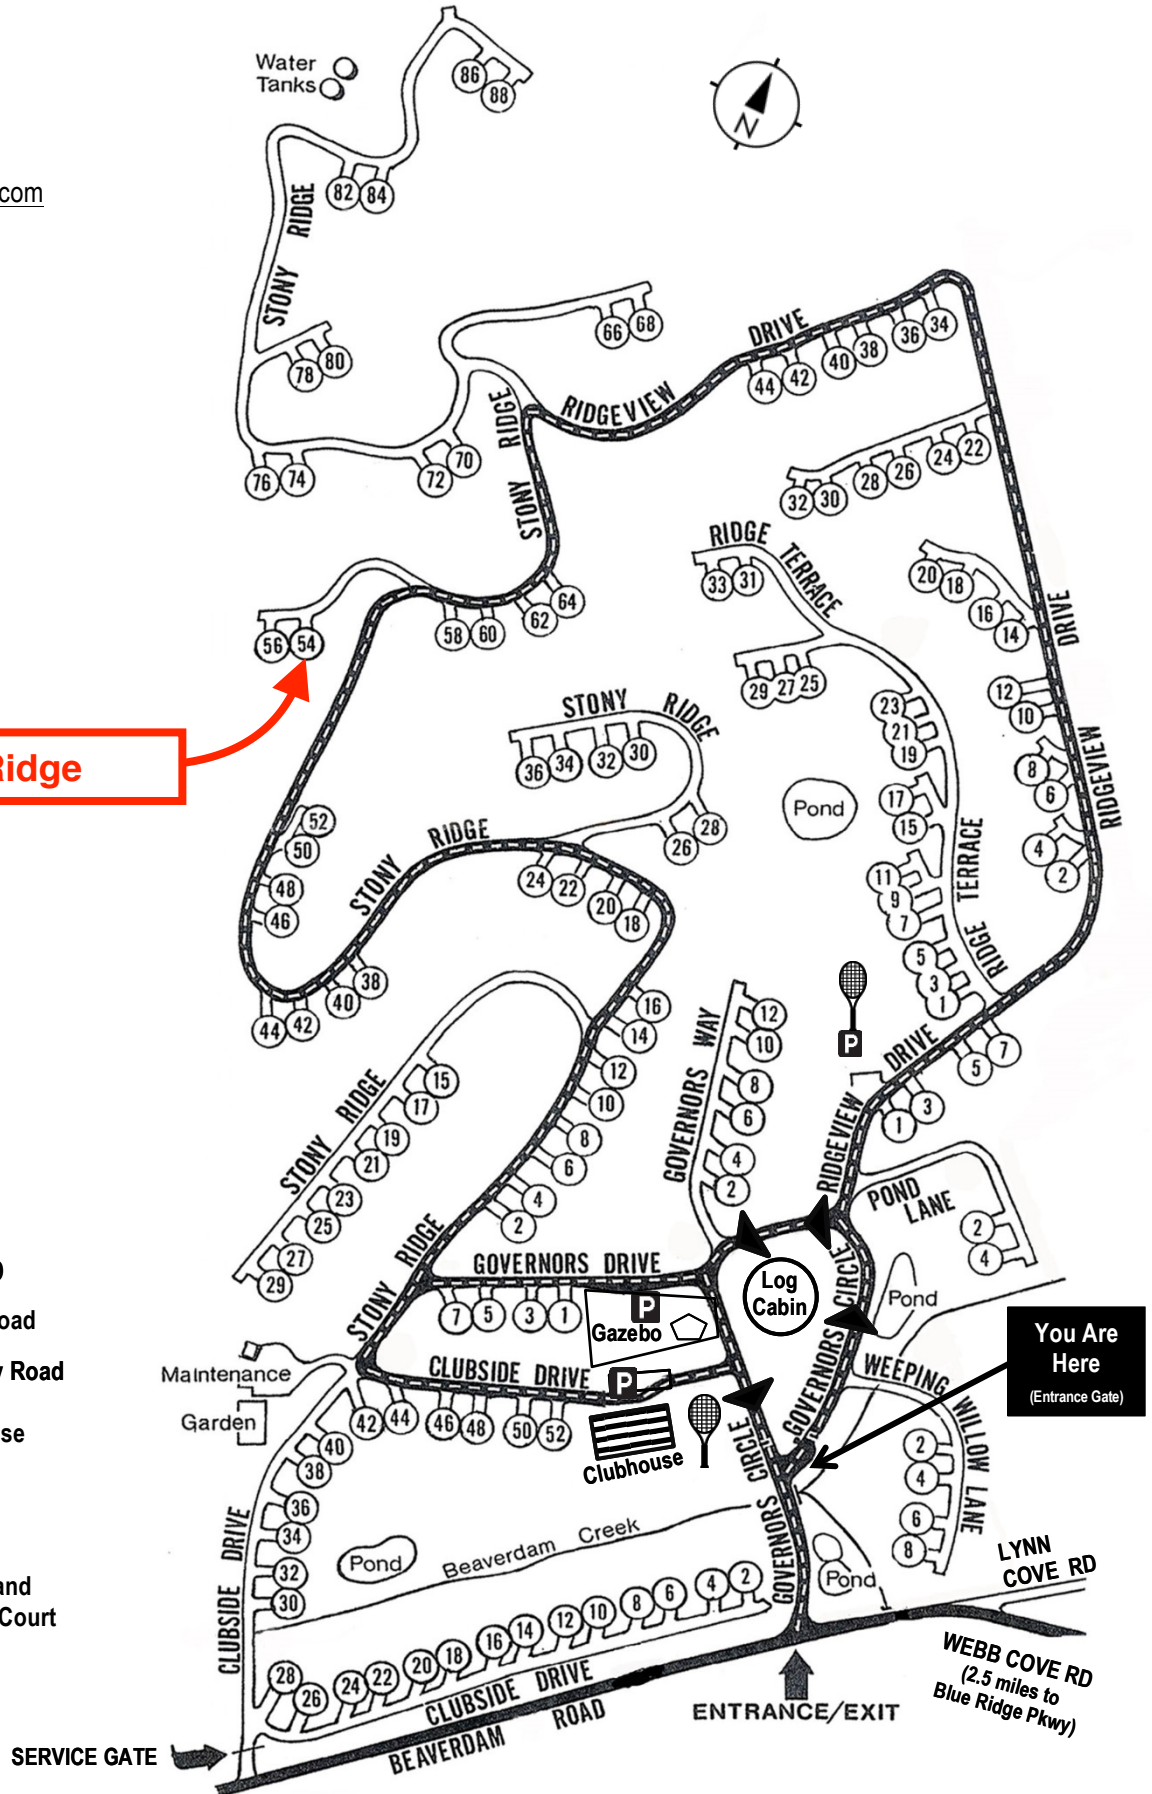 Water
Tanks
86
88
N
com
82
84
STONY RIDGE
66
68
78
80
DRIVE
34
36
38
40
42
44
RIDGEVIEW
RIDGE
STONY
76
74
72
70
22
24
26
28
30
32
RIDGE
TERRACE
33
31
20
18
16
14
DRIVE
56
54
58
60
62
64
29
27
25
12
10
RIDGEVIEW
8
6
4
2
23
21
19
17
15
11
9
7
5
3
1
RIDGE TERRACE
STONY RIDGE
36
34
32
30
28
26
Pond
Ridge
52
50
48
46
STONY RIDGE
24
22
20
18
44
42
40
38
16
14
12
10
8
6
4
2
STONY RIDGE
15
17
19
21
23
25
27
29
GOVERNORS WAY
12
10
8
6
4
2
P
DRIVE
7
5
3
1
RIDGEVIEW
POND
LANE
2
4
Pond
STONY RIDGE
GOVERNORS DRIVE
7
5
3
1
P
Gazebo
Log
Cabin
GOVERNORS CIRCLE
oad
y Road
se
and
Court
You Are
Here
(Entrance Gate)
Maintenance
Garden
CLUBSIDE DRIVE
P
42
44
46
48
50
52
Clubhouse
WEEPING
WILLOW LANE
2
4
6
8
GOVERNORS CIRCLE
40
38
36
34
32
30
CLUBSIDE DRIVE
Pond
Beaverdam Creek
Pond
LYNN
COVE RD
28
26
24
22
20
18
16
14
12
10
8
6
4
2
CLUBSIDE DRIVE
BEAVERDAM ROAD
ENTRANCE/EXIT
WEBB COVE RD
(2.5 miles to
Blue Ridge Pkwy)
SERVICE GATE